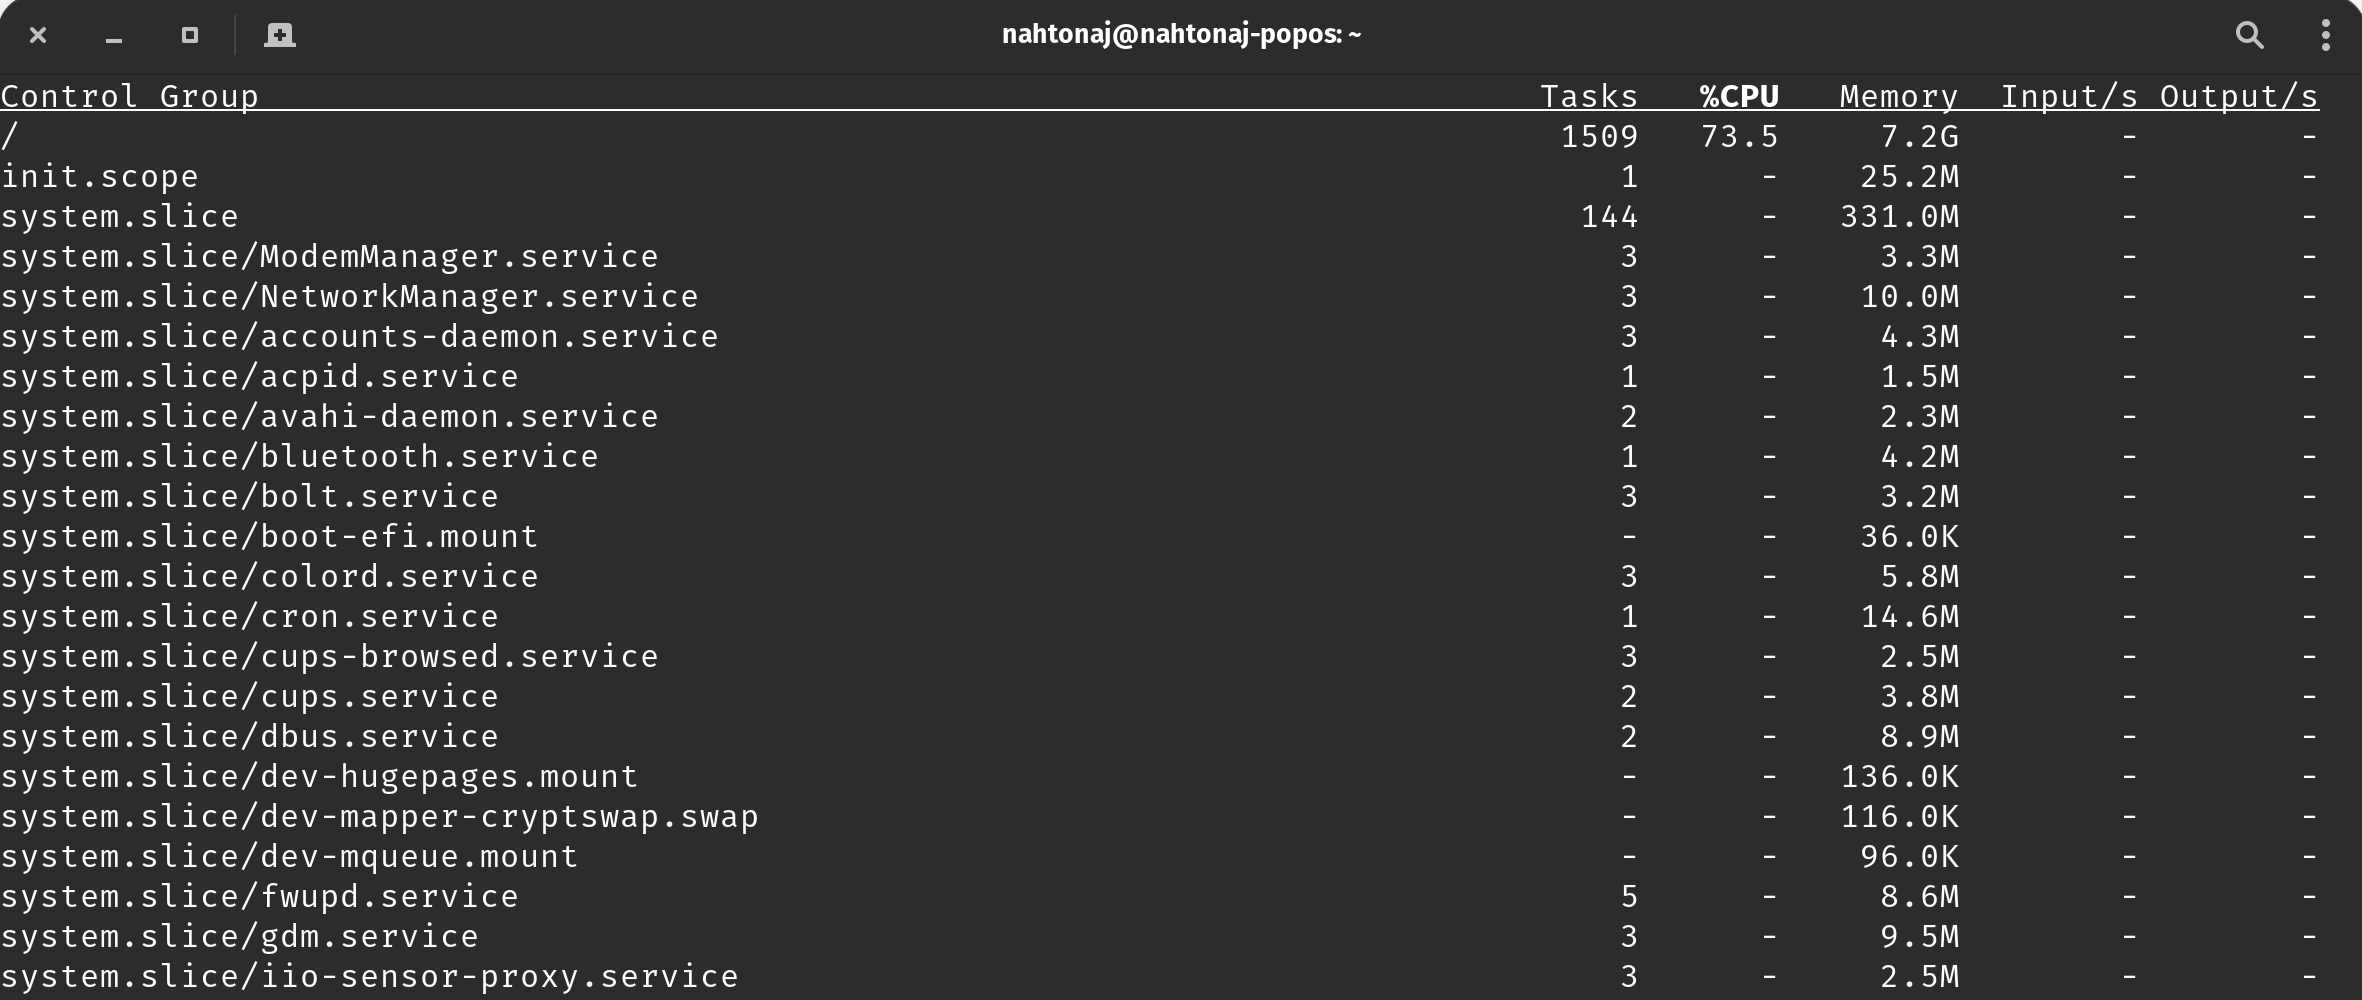 nahtonaj@nahtonaj-popos: ~
Control Group Tasks %CPU Memory Input/s Output/s
/ 1509 73.5 7.2G - -
init.scope 1 - 25.2M - -
system.slice 144 - 331.0M - -
system.slice/ModemManager.service 3 - 3.3M - -
system.slice/NetworkManager.service 3 - 10.0M - -
system.slice/accounts-daemon.service 3 - 4.3M - -
system.slice/acpid.service 1 - 1.5M - -
system.slice/avahi-daemon.service 2 - 2.3M - -
system.slice/bluetooth.service 1 - 4.2M - -
system.slice/bolt.service 3 - 3.2M - -
system.slice/boot-efi.mount - - 36.0K - -
system.slice/colord.service 3 - 5.8M - -
system.slice/cron.service 1 - 14.6M - -
system.slice/cups-browsed.service 3 - 2.5M - -
system.slice/cups.service 2 - 3.8M - -
system.slice/dbus.service 2 - 8.9M - -
system.slice/dev-hugepages.mount - - 136.0K - -
system.slice/dev-mapper-cryptswap.swap - - 116.0K - -
system.slice/dev-mqueue.mount - - 96.0K - -
system.slice/fwupd.service 5 - 8.6M - -
system.slice/gdm.service 3 - 9.5M - -
system.slice/iio-sensor-proxy.service 3 - 2.5M - -